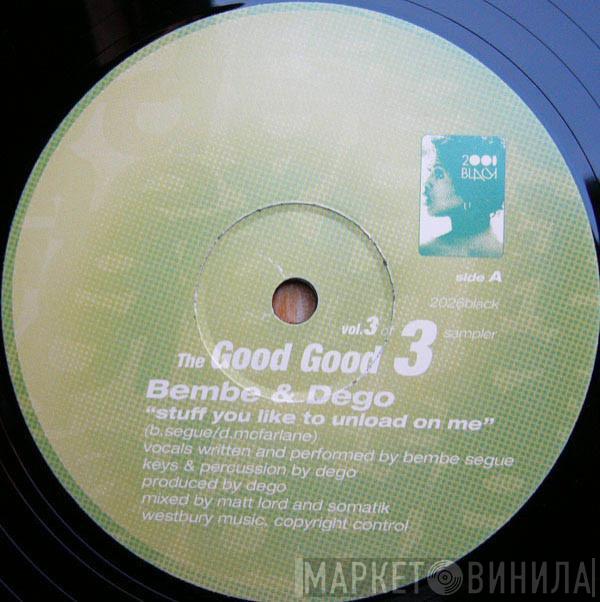 2001
BLACK
side A
2026black
vol.3 of 3 sampler
The Good Good
Bembe & Dego
“stuff you like to unload on me”
(b.segue/d.mcfarlane)
vocals written and performed by bembe segue
keys & percussion by dego
produced by dego
mixed by matt lord and somatik
westbury music, copyright control
МАРКЕТ ВИНИЛА